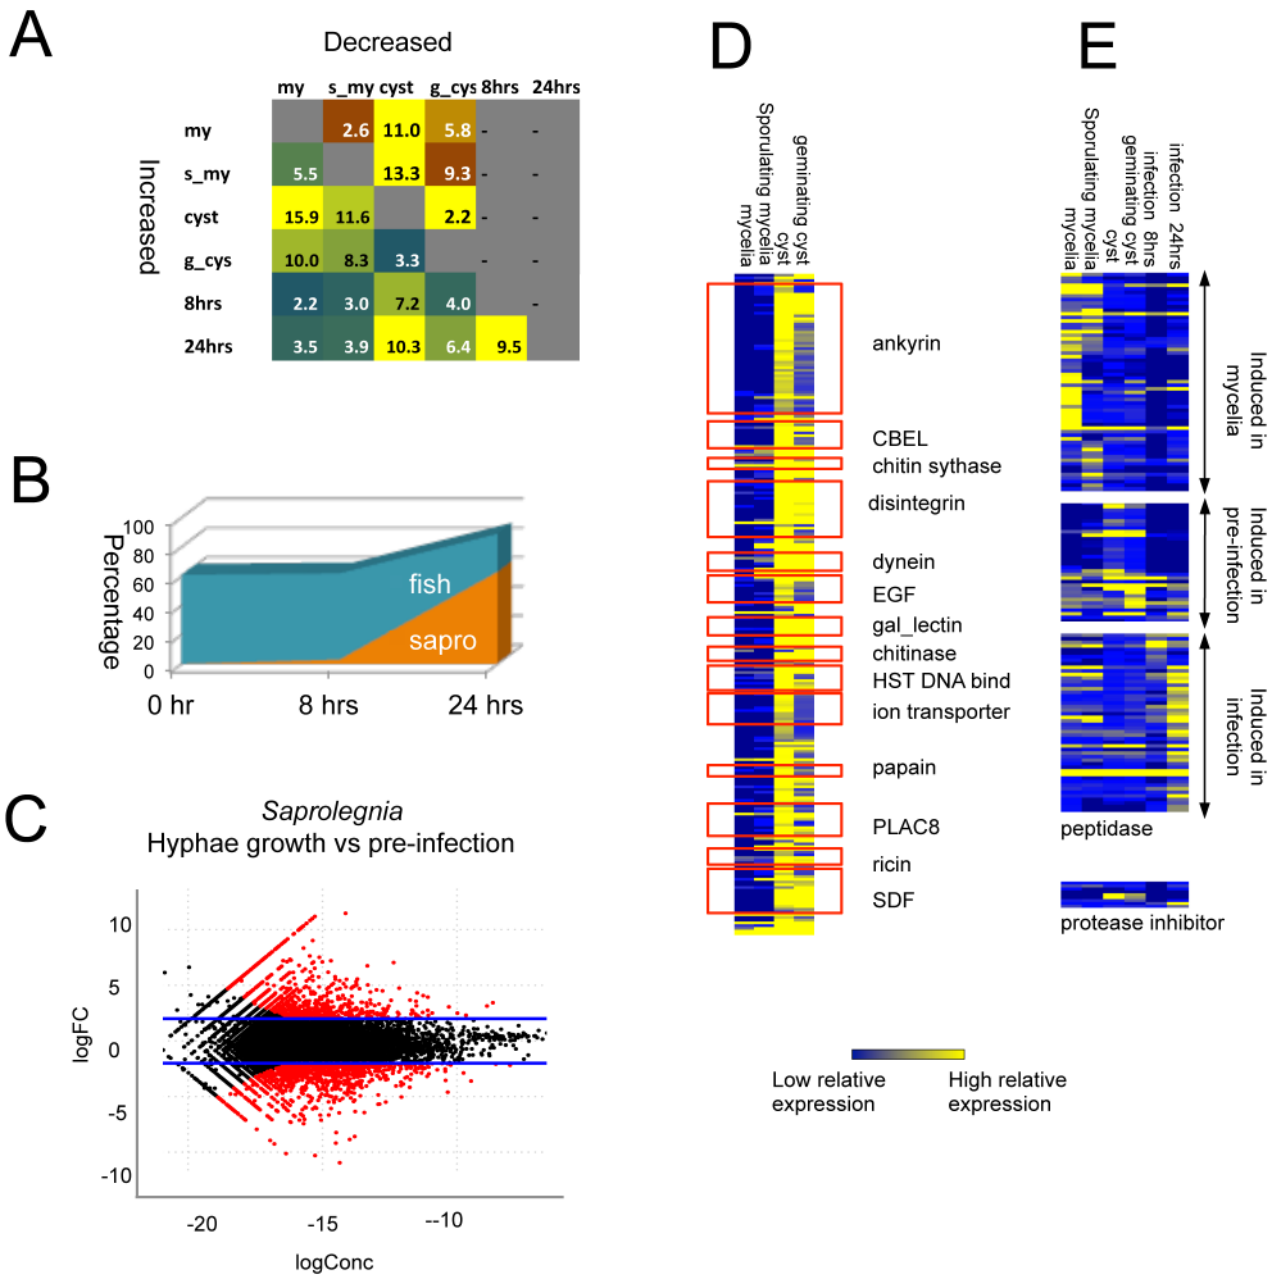 A
Decreased
my s_my cyst g_cys 8hrs 24hrs
Increased
my 2.6 11.0 5.8 - -
s_my 5.5 13.3 9.3 - -
cyst 15.9 11.6 2.2 - -
g_cys 10.0 8.3 3.3 - -
8hrs 2.2 3.0 7.2 4.0 -
24hrs 3.5 3.9 10.3 6.4 9.5
B
Percentage
100
80
60
40
20
0
fish
sapro
0 hr 8 hrs 24 hrs
C
Saprolegnia
Hyphae growth vs pre-infection
logFC
10
5
0
-5
-10
-20 -15 --10
logConc
D
mycelia
Sporulating mycelia
cyst
geminating cyst
ankyrin
CBEL
chitin sythase
disintegrin
dynein
EGF
gal_lectin
chitinase
HST DNA bind
ion transporter
papain
PLAC8
ricin
SDF
E
mycelia
Sporulating mycelia
cyst
geminating cyst
infection 8hrs
infection 24hrs
Induced in
mycelia
Induced in
pre-infection
Induced in
infection
peptidase
protease inhibitor
Low relative
expression
High relative
expression